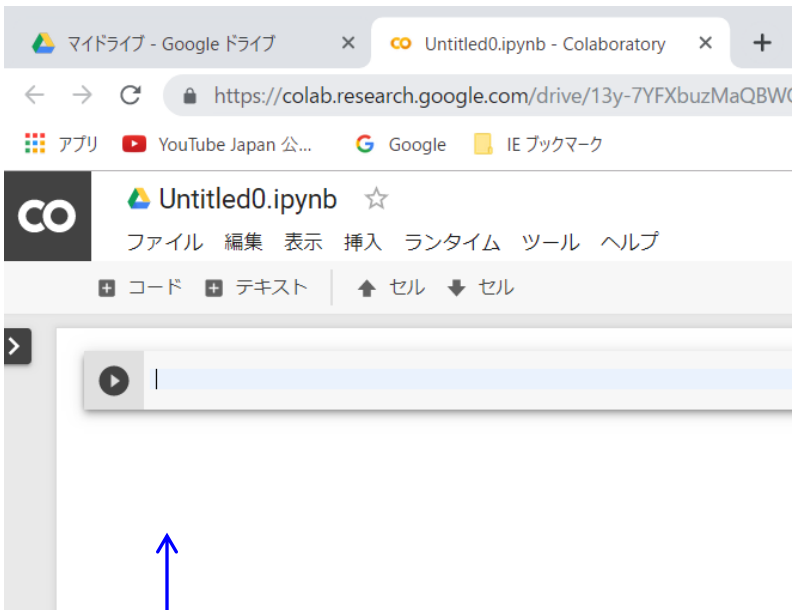 マイドライブ - Google ドライブ
Untitled0.ipynb - Colaboratory
https://colab.research.google.com/drive/13y-7YFXbuzMaQBW
アプリ YouTube Japan 公... Google IE ブックマーク
CO Untitled0.ipynb
ファイル 編集 表示 挿入 ランタイム ツール ヘルプ
コード テキスト セル セル